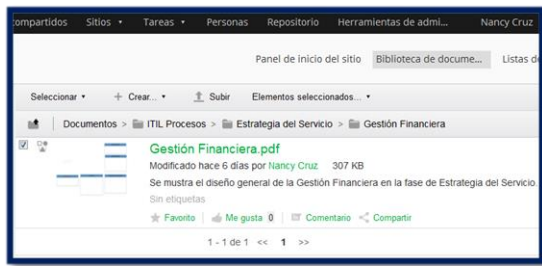 ompartidos Sitios Tareas Personas Repositorio Herramientas de admi... Nancy Cruz
Panel de inicio del sitio Biblioteca de docume... Listas de
Seleccionar + Crear... Subir Elementos seleccionados...
Documentos > ITIL Procesos > Estrategia del Servicio > Gestión Financiera
Gestión Financiera.pdf
Modificado hace 6 días por Nancy Cruz 307 KB
Se mustra el diseño general de la Gestión Financiera en la fase de Estrategia del Servicio.
Sin etiquetas
Favorito Me gusta 0 Comentario Compartir
1 - 1 de 1 << 1 >>